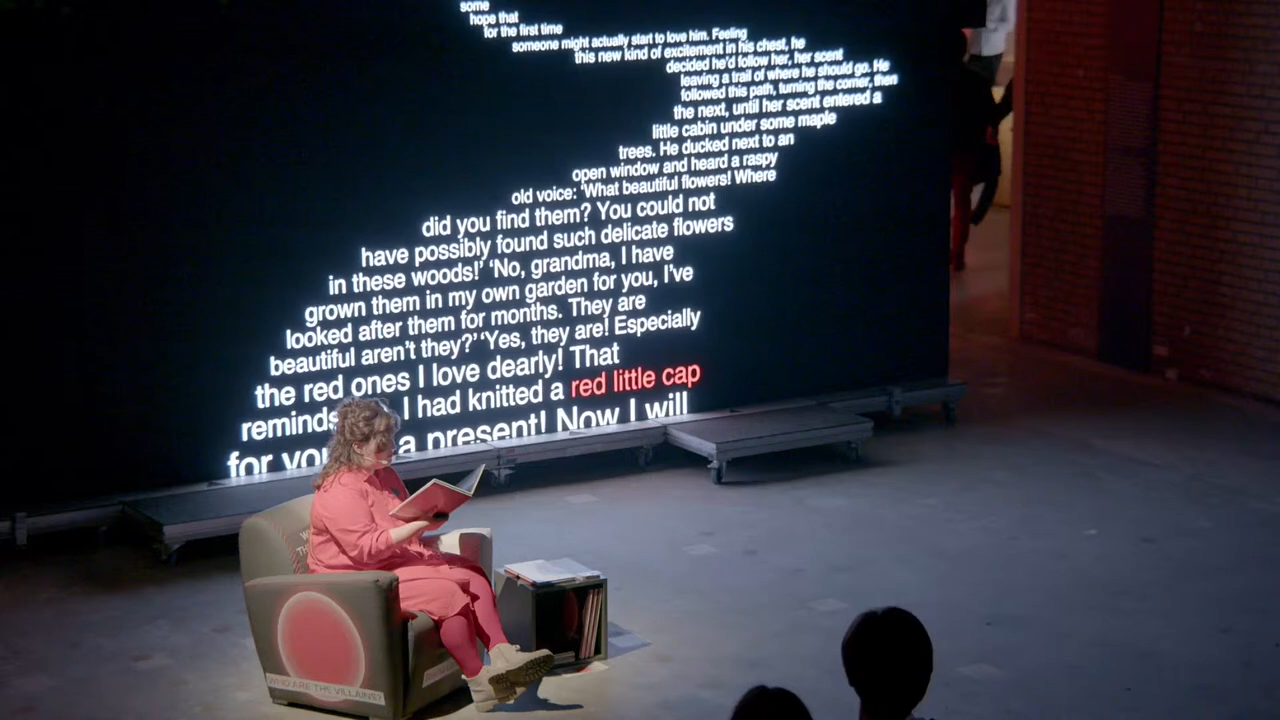 some
hope that
for the first time
someone might actually start to love him. Feeling
this new kind of excitement in his chest, he
decided he'd follow her, her scent
leaving a trail of where he should go. He
followed this path, turning the corner, then
the next, until her scent entered a
little cabin under some maple
trees. He ducked next to an
open window and heard a raspy
old voice: 'What beautiful flowers! Where
did you find them? You could not
have possibly found such delicate flowers
in these woods!' 'No, grandma, I have
grown them in my own garden for you, I've
looked after them for months. They are
beautiful aren't they?' 'Yes, they are! Especially
the red ones I love dearly! That
reminds I had knitted a red little cap
for you a present! Now I will
WHO ARE THE VILLAINS?